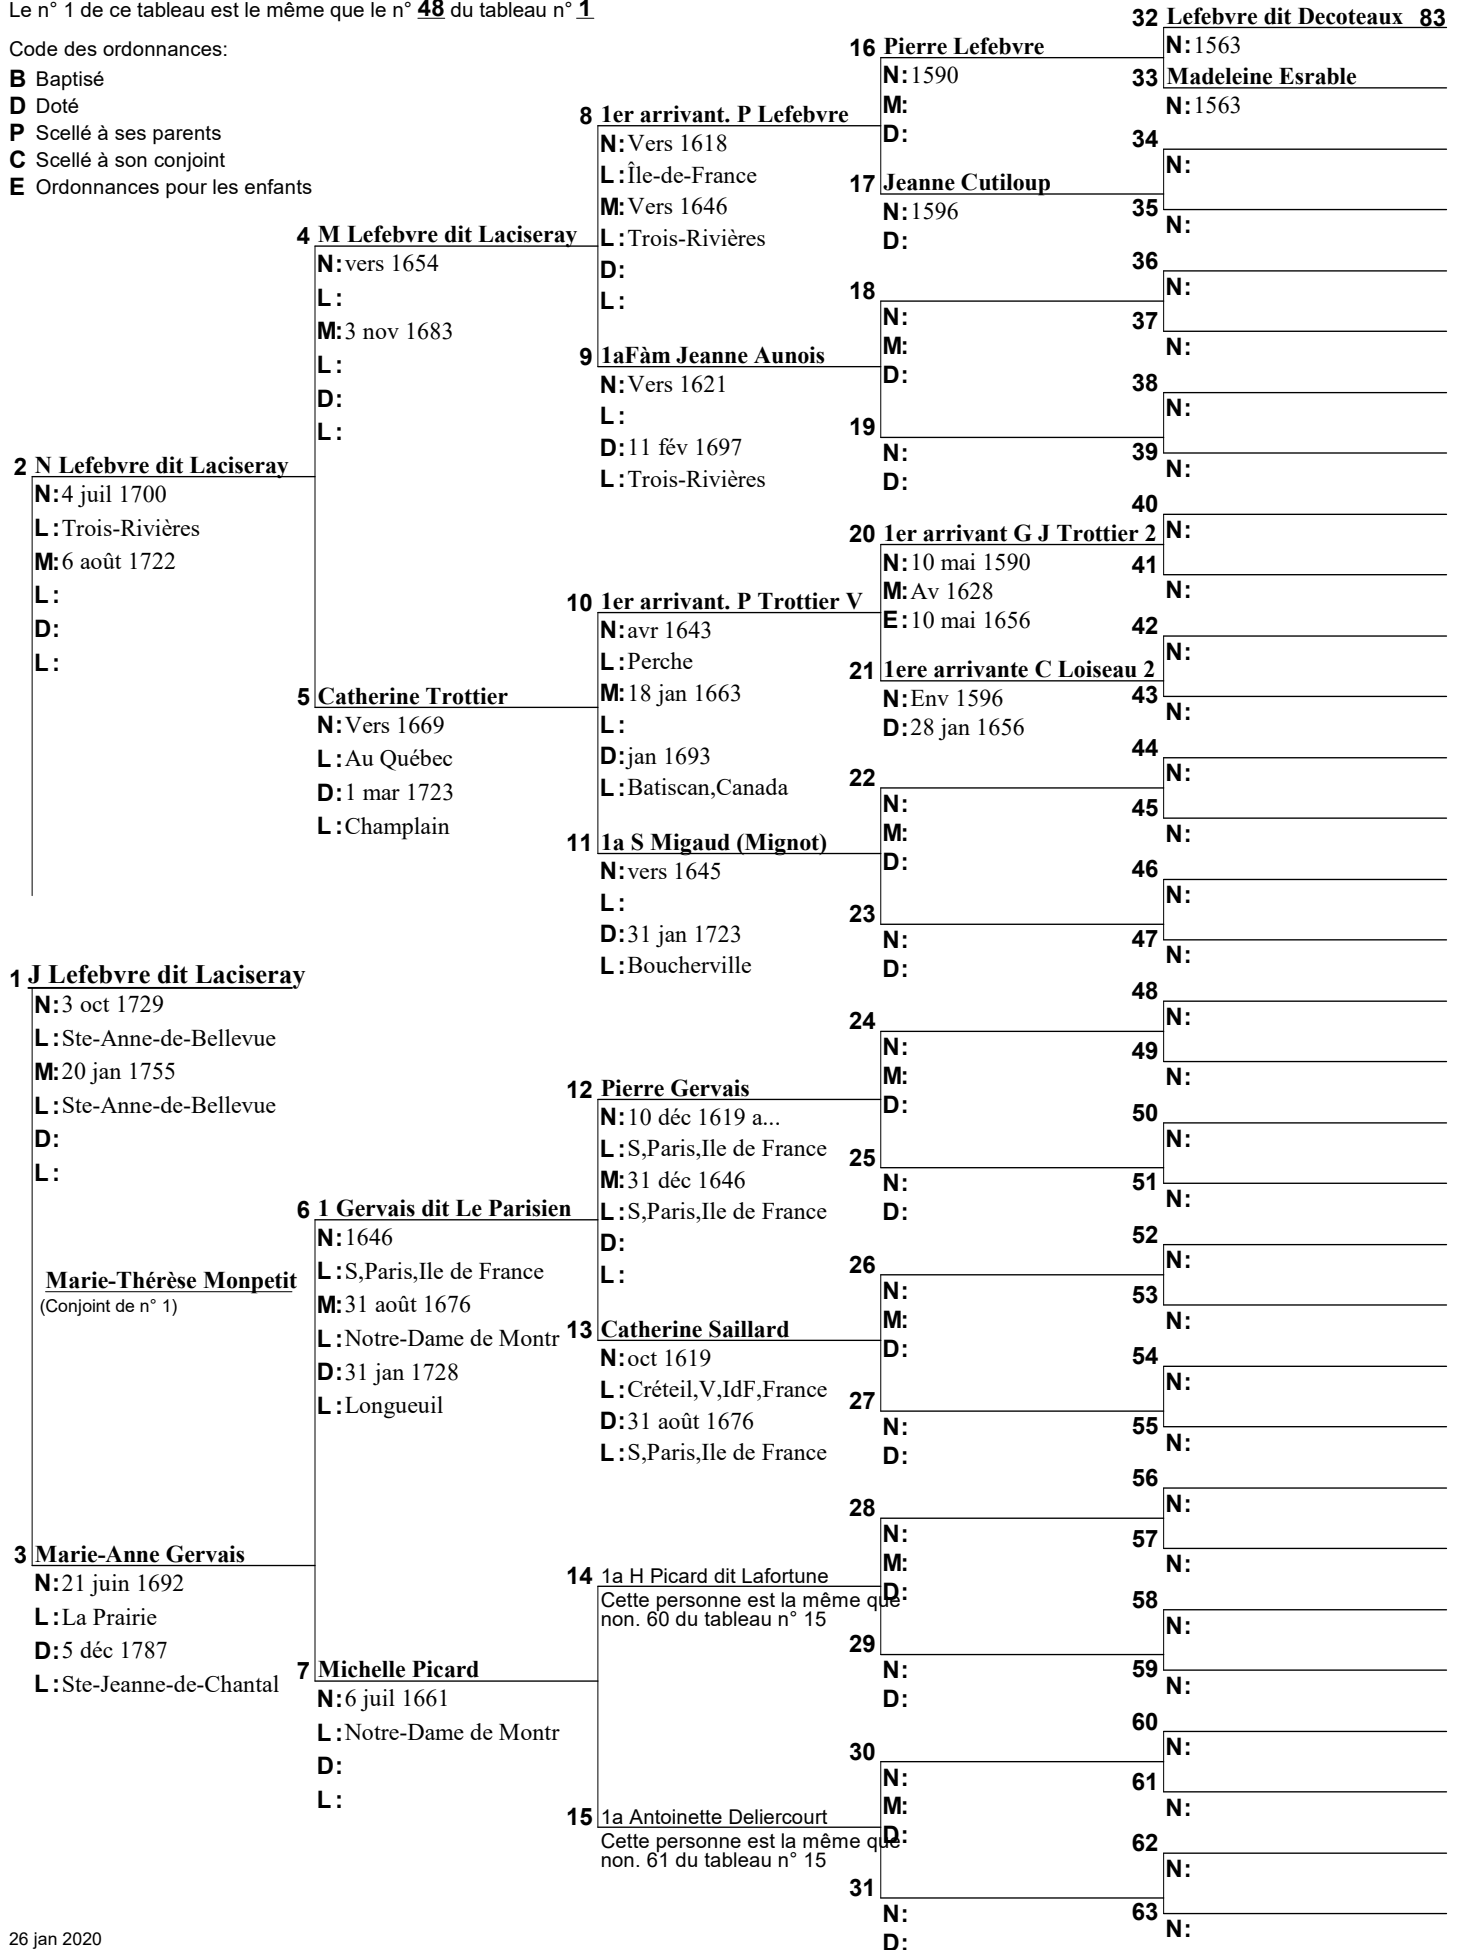 Le n° 1 de ce tableau est le même que le n° 48 du tableau n° 1
Code des ordonnances:
B Baptisé
D Doté
P Scellé à ses parents
C Scellé à son conjoint
E Ordonnances pour les enfants
2 N Lefebvre dit Laciseray
N: 4 juil 1700
L: Trois-Rivières
M: 6 août 1722
L:
D:
L:
1 J Lefebvre dit Laciseray
N: 3 oct 1729
L: Ste-Anne-de-Bellevue
M: 20 jan 1755
L: Ste-Anne-de-Bellevue
D:
L:
Marie-Thérèse Monpetit
(Conjoint de n° 1)
3 Marie-Anne Gervais
N: 21 juin 1692
L: La Prairie
D: 5 déc 1787
L: Ste-Jeanne-de-Chantal
4 M Lefebvre dit Laciseray
N: vers 1654
L:
M: 3 nov 1683
L:
D:
L:
5 Catherine Trottier
N: Vers 1669
L: Au Québec
D: 1 mar 1723
L: Champlain
6 1 Gervais dit Le Parisien
N: 1646
L: S,Paris,Ile de France
M: 31 août 1676
L: Notre-Dame de Montr
D: 31 jan 1728
L: Longueuil
7 Michelle Picard
N: 6 juil 1661
L: Notre-Dame de Montr
D:
L:
8 1er arrivant. P Lefebvre
N: Vers 1618
L: Île-de-France
M: Vers 1646
L: Trois-Rivières
D:
L:
9 1aFàm Jeanne Aunois
N: Vers 1621
L:
D: 11 fév 1697
L: Trois-Rivières
10 1er arrivant. P Trottier V
N: avr 1643
L: Perche
M: 18 jan 1663
L:
D: jan 1693
L: Batiscan,Canada
11 1a S Migaud (Mignot)
N: vers 1645
L:
D: 31 jan 1723
L: Boucherville
12 Pierre Gervais
N: 10 déc 1619 a...
L: S,Paris,Ile de France
M: 31 déc 1646
L: S,Paris,Ile de France
D:
L:
13 Catherine Saillard
N: oct 1619
L: Créteil,V,IdF,France
D: 31 août 1676
L: S,Paris,Ile de France
14 1a H Picard dit Lafortune
Cette personne est la même que
non. 60 du tableau n° 15
15 1a Antoinette Deliercourt
Cette personne est la même que
non. 61 du tableau n° 15
16 Pierre Lefebvre
N: 1590
M:
D:
17 Jeanne Cutiloup
N: 1596
D:
18
N:
M:
D:
19
N:
D:
20 1er arrivant G J Trottier 2
N: 10 mai 1590
M: Av 1628
E: 10 mai 1656
21 1ere arrivante C Loiseau 2
N: Env 1596
D: 28 jan 1656
22
N:
M:
D:
23
N:
D:
24
N:
M:
D:
25
N:
D:
26
N:
M:
D:
27
N:
D:
28
N:
M:
D:
29
N:
D:
30
N:
M:
D:
31
N:
D:
32 Lefebvre dit Decoteaux 83
N: 1563
33 Madeleine Esrable
N: 1563
34
N:
35
N:
36
N:
37
N:
38
N:
39
N:
40
N:
41
N:
42
N:
43
N:
44
N:
45
N:
46
N:
47
N:
48
N:
49
N:
50
N:
51
N:
52
N:
53
N:
54
N:
55
N:
56
N:
57
N:
58
N:
59
N:
60
N:
61
N:
62
N:
63
N:
26 jan 2020